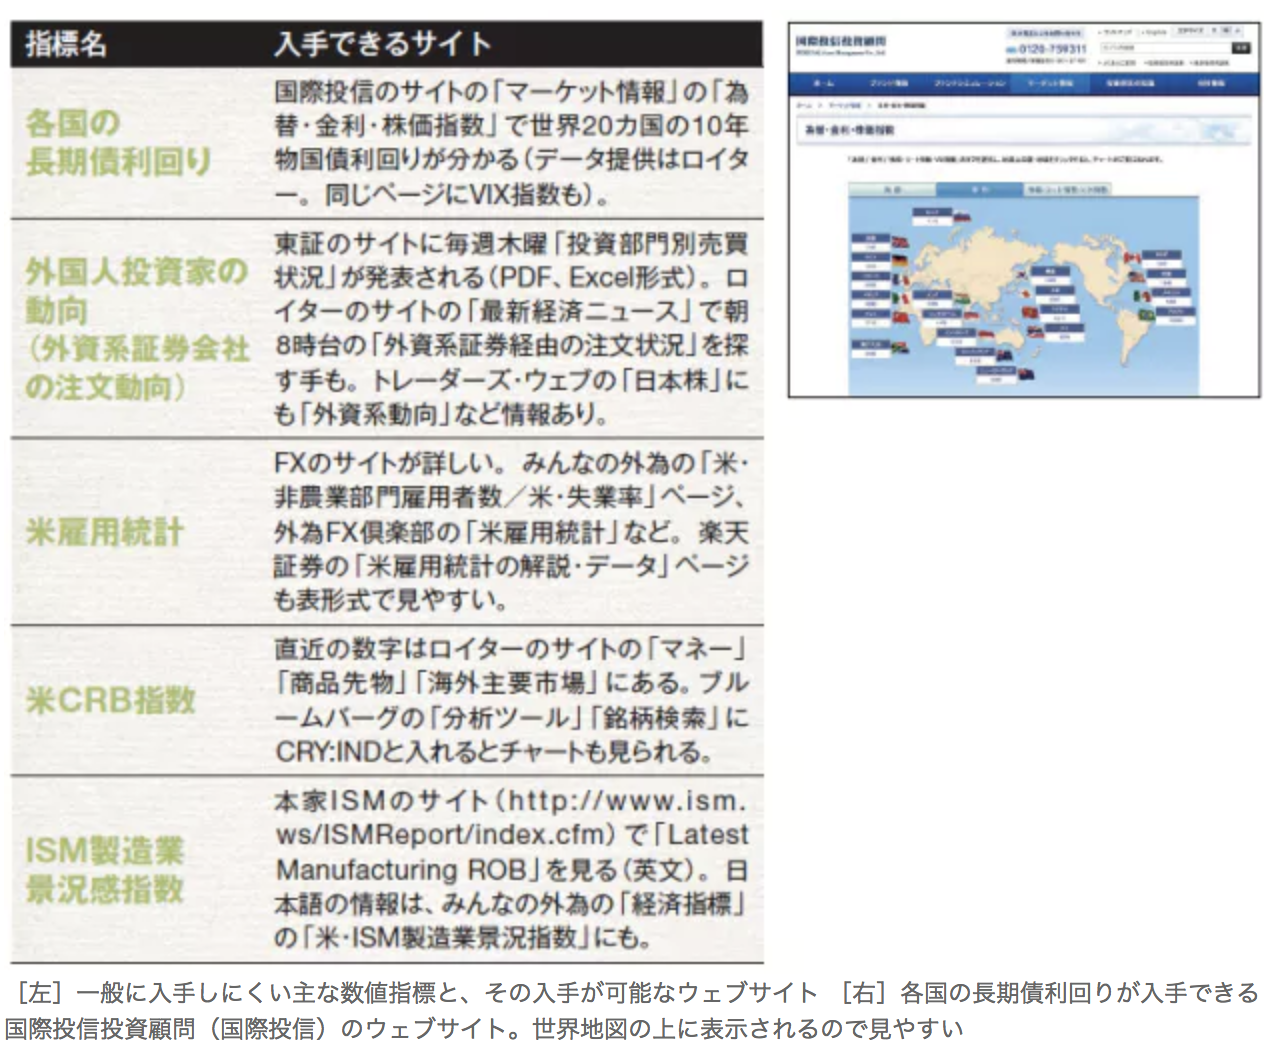 指標名
入手できるサイト
各国の
長期債利回り
国際投信のサイトの「マーケット情報」の「為
替・金利・株価指数」で世界20カ国の10年
物国債利回りが分かる（データ提供はロイタ
ー。同じページにVIX指数も）。
外国人投資家の
動向
（外資系証券会社
の注文動向）
東証のサイトに毎週木曜「投資部門別売買
状況」が発表される（PDF、Excel形式）。ロ
イターのサイトの「最新経済ニュース」で朝
8時台の「外資系証券経由の注文状況」を探
す手も。トレーダーズ・ウェブの「日本株」に
も「外資系動向」など情報あり。
米雇用統計
FXのサイトが詳しい。みんなの外為の「米・
非農業部門雇用者数／米・失業率」ページ、
外為FX倶楽部の「米雇用統計」など。楽天
証券の「米雇用統計の解説・データ」ページ
も表形式で見やすい。
米CRB指数
直近の数字はロイターのサイトの「マネー」
「商品先物」「海外主要市場」にある。ブル
ームバーグの「分析ツール」「銘柄検索」に
CRY:INDと入れるとチャートも見られる。
ISM製造業
景況感指数
本家ISMのサイト（http://www.ism.
ws/ISMReport/index.cfm）で「Latest
Manufacturing ROB」を見る（英文）。日
本語の情報は、みんなの外為の「経済指標」
の「米・ISM製造業景況指数」にも。
国際投信投資顧問
0120-759311
ホーム
為替・金利・株価指数
［左］一般に入手しにくい主な数値指標と、その入手が可能なウェブサイト ［右］各国の長期債利回りが入手できる
国際投信投資顧問（国際投信）のウェブサイト。世界地図の上に表示されるので見やすい